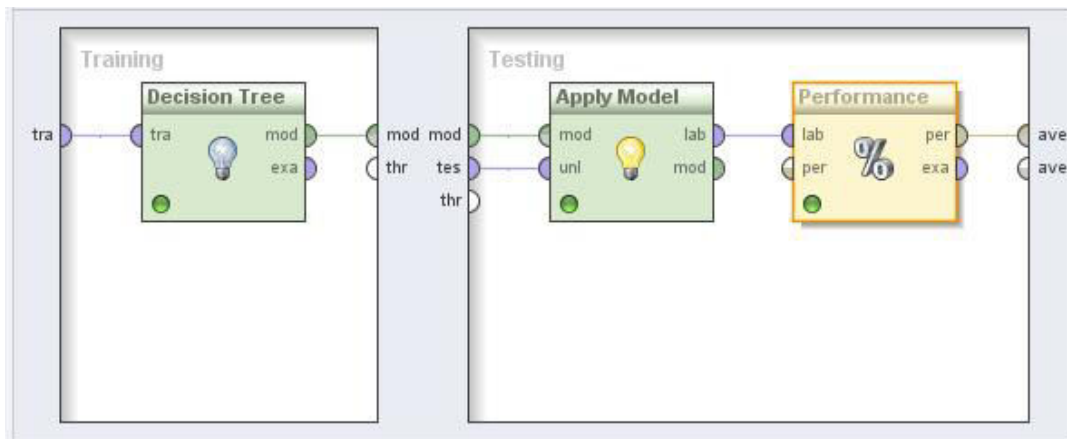 Training
Testing
Decision Tree
Apply Model
Performance
tra
tra
mod
mod
mod
mod
lab
lab
per
ave
exa
thr
tes
unl
mod
per
exa
ave
thr
%